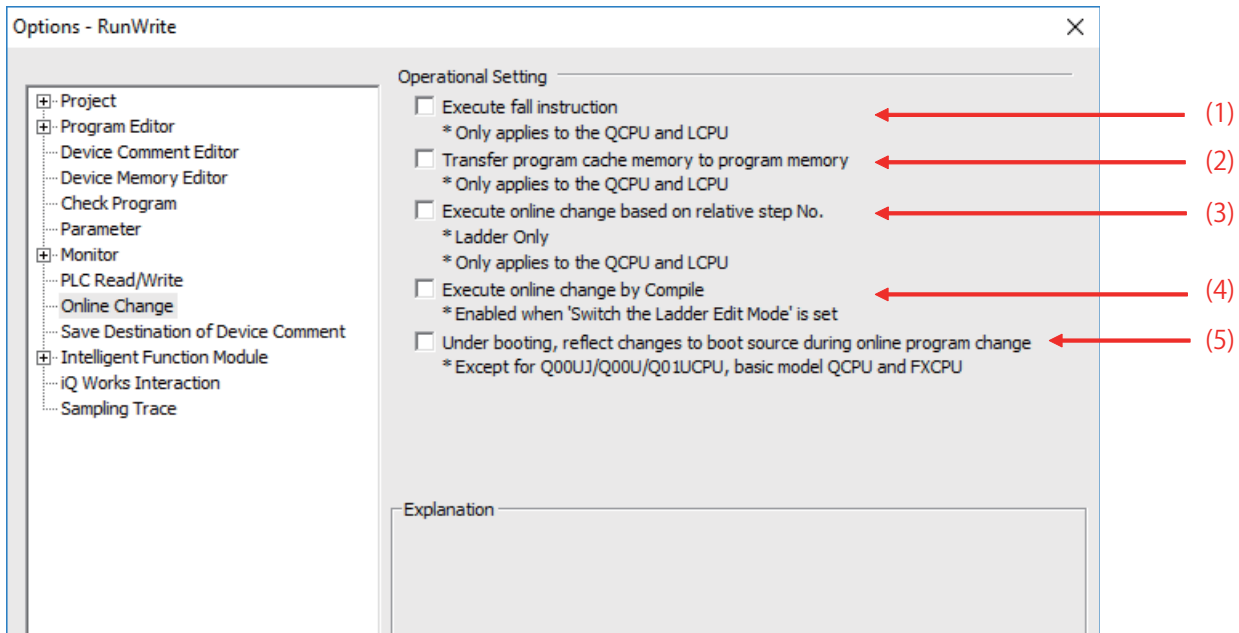 Options - RunWrite
Project
Program Editor
Device Comment Editor
Device Memory Editor
Check Program
Parameter
Monitor
PLC Read/Write
Online Change
Save Destination of Device Comment
Intelligent Function Module
iQ Works Interaction
Sampling Trace
Operational Setting
Execute fall instruction
* Only applies to the QCPU and LCPU
Transfer program cache memory to program memory
* Only applies to the QCPU and LCPU
Execute online change based on relative step No.
* Ladder Only
* Only applies to the QCPU and LCPU
Execute online change by Compile
* Enabled when 'Switch the Ladder Edit Mode' is set
Under booting, reflect changes to boot source during online program change
* Except for Q00UJ/Q00U/Q01UCPU, basic model QCPU and FXCPU
Explanation
(1)
(2)
(3)
(4)
(5)